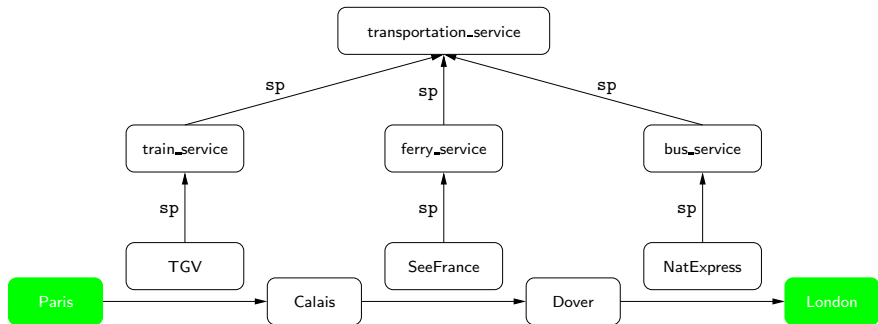 transportation_service
sp
sp
sp
train_service
ferry_service
bus_service
sp
sp
sp
TGV
SeeFrance
NatExpress
Paris
Calais
Dover
London